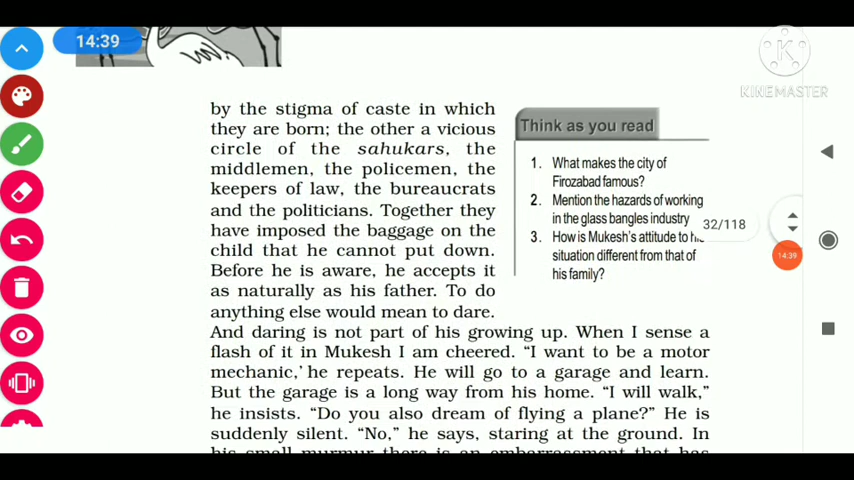 14:39
KINEMASTER
by the stigma of caste in which
they are born; the other a vicious
circle of the sahukars, the
middlemen, the policemen, the
keepers of law, the bureaucrats
and the politicians. Together they
have imposed the baggage on the
child that he cannot put down.
Before he is aware, he accepts it
as naturally as his father. To do
anything else would mean to dare.
Think as you read
1. What makes the city of
Firozabad famous?
2. Mention the hazards of working
in the glass bangles industry
3. How is Mukesh's attitude to
situation different from that of
his family?
32/118
14:39
And daring is not part of his growing up. When I sense a
flash of it in Mukesh I am cheered. “I want to be a motor
mechanic,’ he repeats. He will go to a garage and learn.
But the garage is a long way from his home. “I will walk,”
he insists. “Do you also dream of flying a plane?” He is
suddenly silent. “No,” he says, staring at the ground. In
his small murmur there is an embarrassment that has